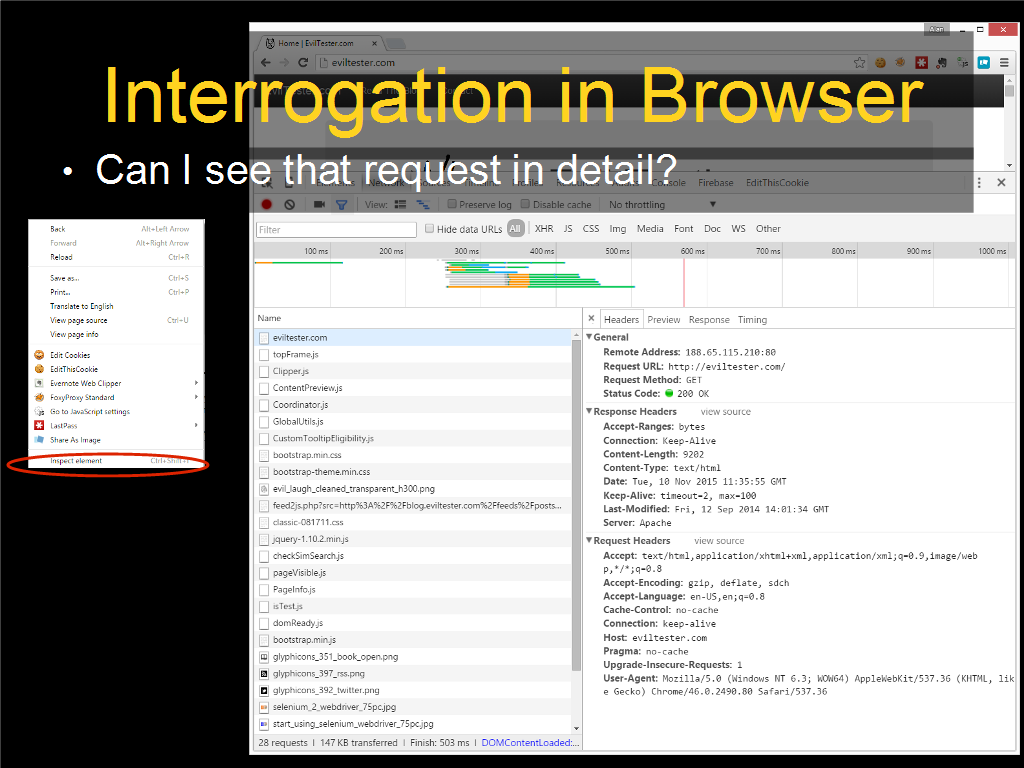 Alan
Home | EvilTester.com
eviltester.com
Interrogation in Browser
• Can I see that request in detail?
Elements Network Sources Timeline Profiles Resources Audits Console Firebase EditThisCookie
View: Preserve log Disable cache No throttling
Filter Hide data URLs All XHR JS CSS Img Media Font Doc WS Other
100 ms 200 ms 300 ms 400 ms 500 ms 600 ms 700 ms 800 ms 900 ms 1000 ms
Back Alt+Left Arrow
Forward Alt+Right Arrow
Reload Ctrl+R
Save as... Ctrl+S
Print... Ctrl+P
Translate to English
View page source Ctrl+U
View page info
Edit Cookies
EditThisCookie
Evernote Web Clipper
FoxyProxy Standard
Go to JavaScript settings
LastPass
Share As Image
Inspect element Ctrl+Shift+I
Name
eviltester.com
topFrame.js
Clipper.js
ContentPreview.js
Coordinator.js
GlobalUtils.js
CustomTooltipEligibility.js
bootstrap.min.css
bootstrap-theme.min.css
evil_laugh_cleaned_transparent_h300.png
feed2js.php?src=http%3A%2F%2Fblog.eviltester.com%2Ffeeds%2Fposts...
classic-081711.css
jquery-1.10.2.min.js
checkSimSearch.js
pageVisible.js
PageInfo.js
isTest.js
domReady.js
bootstrap.min.js
glyphicons_351_book_open.png
glyphicons_397_rss.png
glyphicons_392_twitter.png
selenium_2_webdriver_75pc.jpg
start_using_selenium_webdriver_75pc.jpg
28 requests | 147 KB transferred | Finish: 503 ms | DOMContentLoaded:...
Headers Preview Response Timing
General
Remote Address: 188.65.115.210:80
Request URL: http://eviltester.com/
Request Method: GET
Status Code: 200 OK
Response Headers view source
Accept-Ranges: bytes
Connection: Keep-Alive
Content-Length: 9202
Content-Type: text/html
Date: Tue, 10 Nov 2015 11:35:55 GMT
Keep-Alive: timeout=2, max=100
Last-Modified: Fri, 12 Sep 2014 14:01:34 GMT
Server: Apache
Request Headers view source
Accept: text/html,application/xhtml+xml,application/xml;q=0.9,image/web
p,*/*;q=0.8
Accept-Encoding: gzip, deflate, sdch
Accept-Language: en-US,en;q=0.8
Cache-Control: no-cache
Connection: keep-alive
Host: eviltester.com
Pragma: no-cache
Upgrade-Insecure-Requests: 1
User-Agent: Mozilla/5.0 (Windows NT 6.3; WOW64) AppleWebKit/537.36 (KHTML, lik
e Gecko) Chrome/46.0.2490.80 Safari/537.36